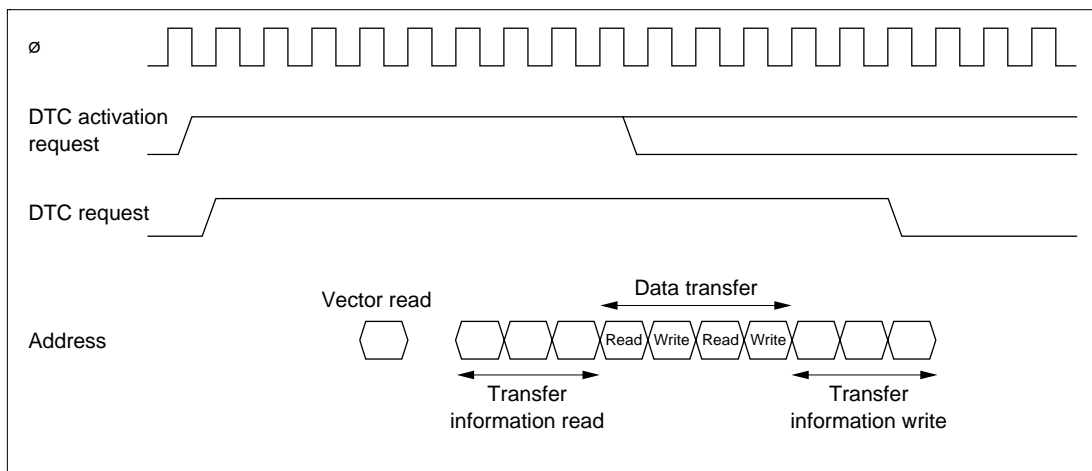 ø
DTC activation
request
DTC request
Data transfer
Vector read
Address
Read Write Read Write
Transfer
information read
Transfer
information write